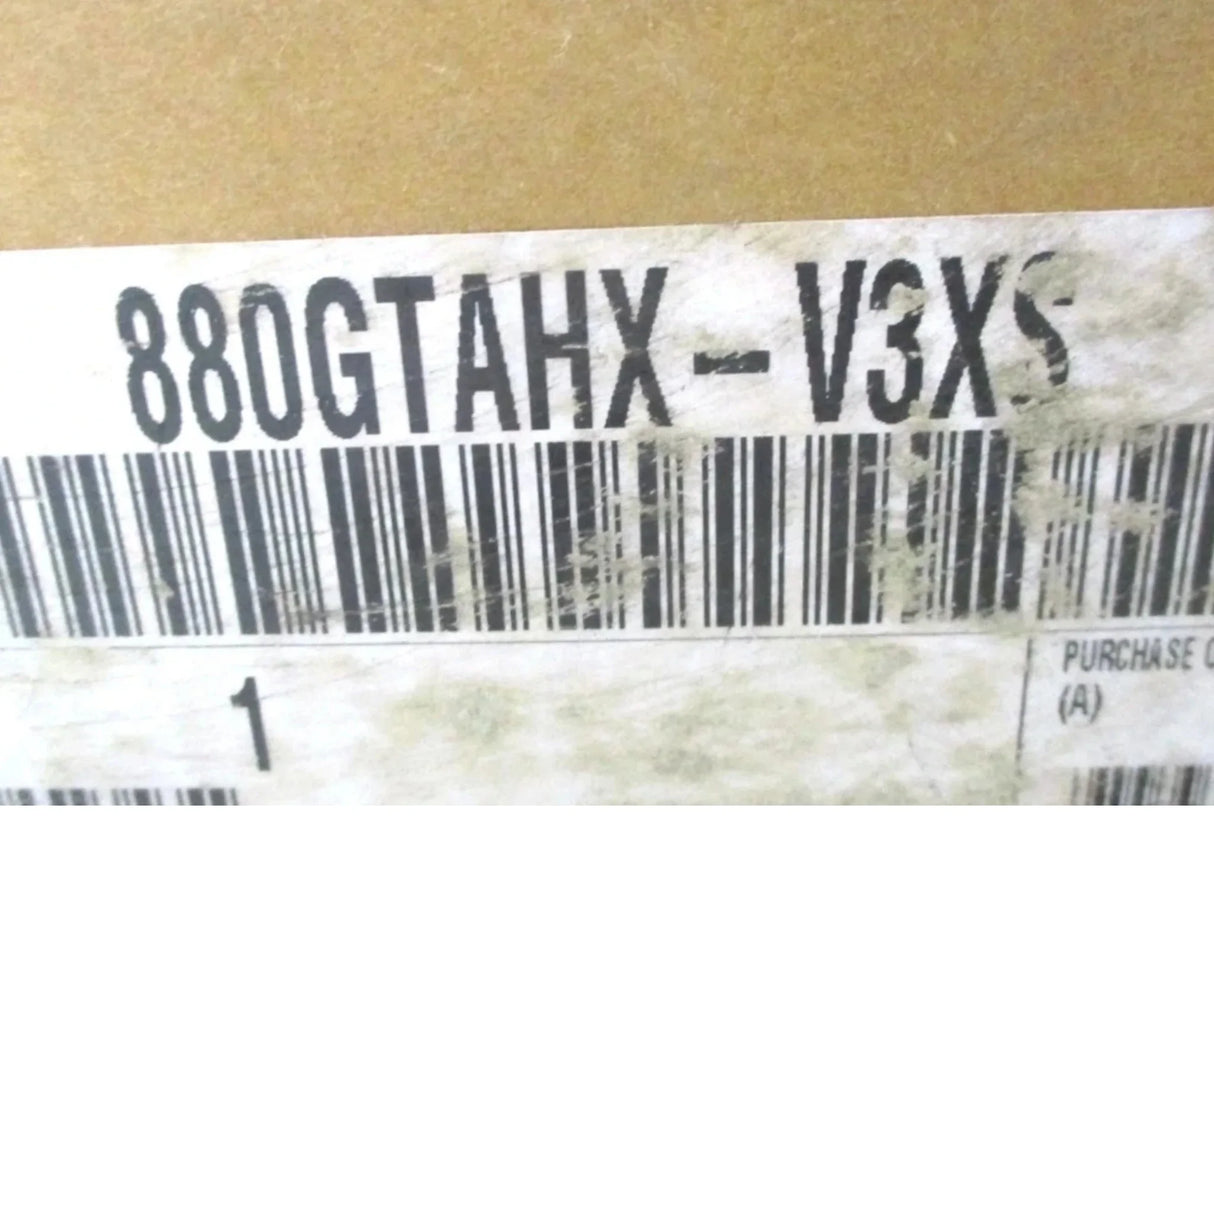 880GTAHX-V3XS
1
PURCHASE
(A)